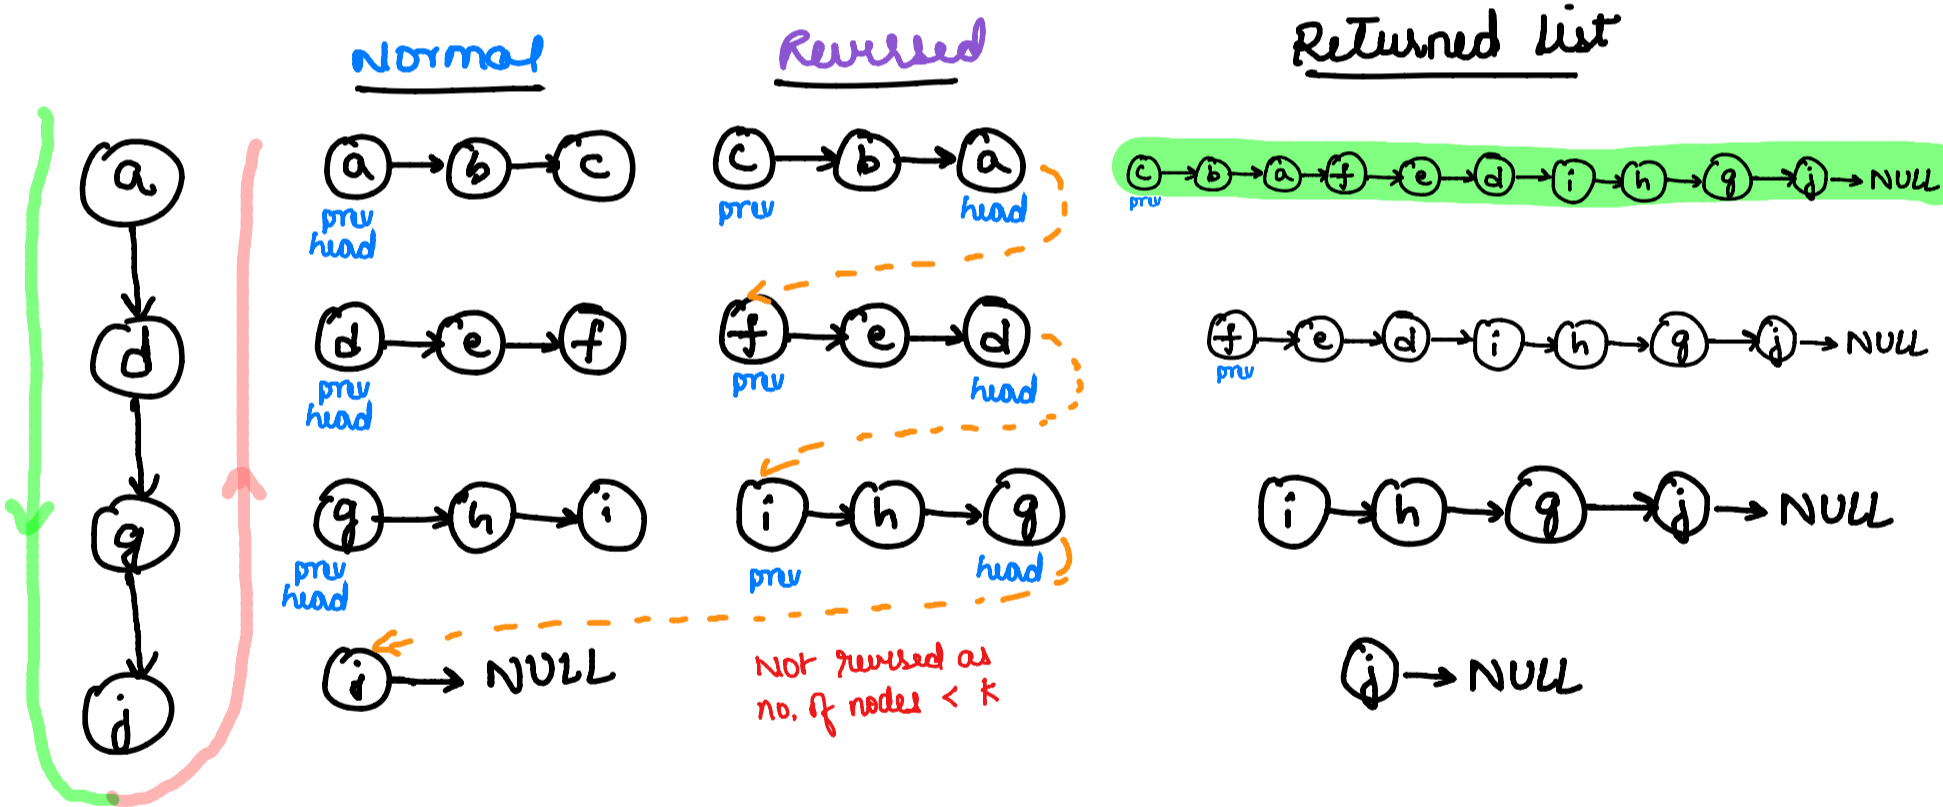 Normal
Reversed
Returned List
a
a b c
prev
head
c b a
prev head
c b a f e d i h g j NULL
prev
d
d e f
prev
head
f e d
prev head
f e d i h g j NULL
prev
g
g h i
prev
head
i h g
prev head
i h g j NULL
j
j NULL
Not reversed as
no. of nodes < k
j NULL